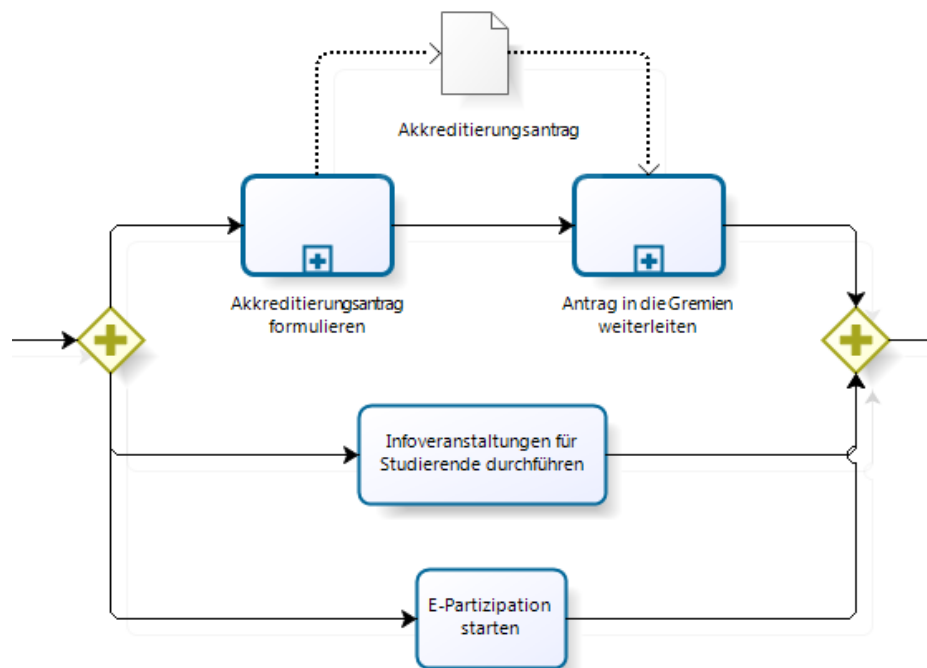 Akkreditierungsantrag
Akkreditierungsantrag
formulieren
Antrag in die Gremien
weiterleiten
Infoveranstaltungen für
Studierende durchführen
E-Partizipation
starten